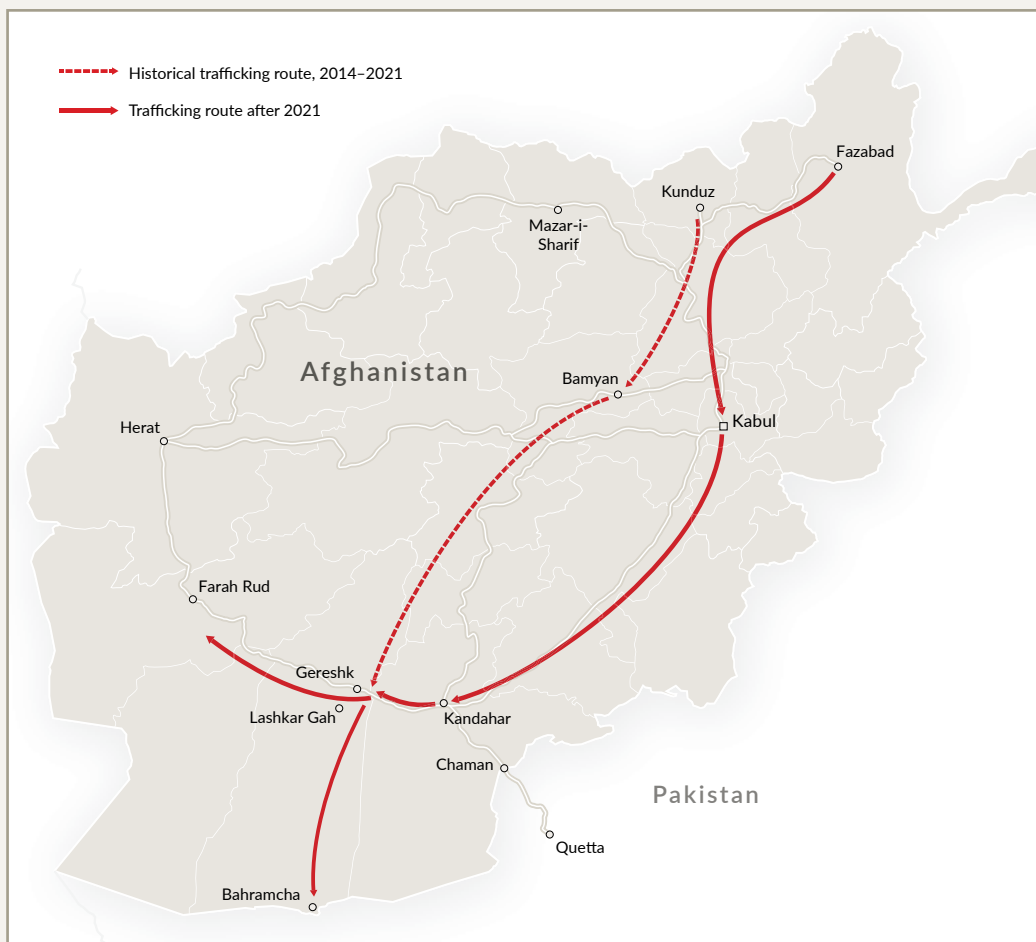 Historical trafficking route, 2014–2021
Trafficking route after 2021
Fazabad
Kunduz
Mazar-i-
Sharif
Afghanistan
Bamyan
Kabul
Herat
Farah Rud
Gereshk
Lashkar Gah
Kandahar
Chaman
Pakistan
Quetta
Bahramcha